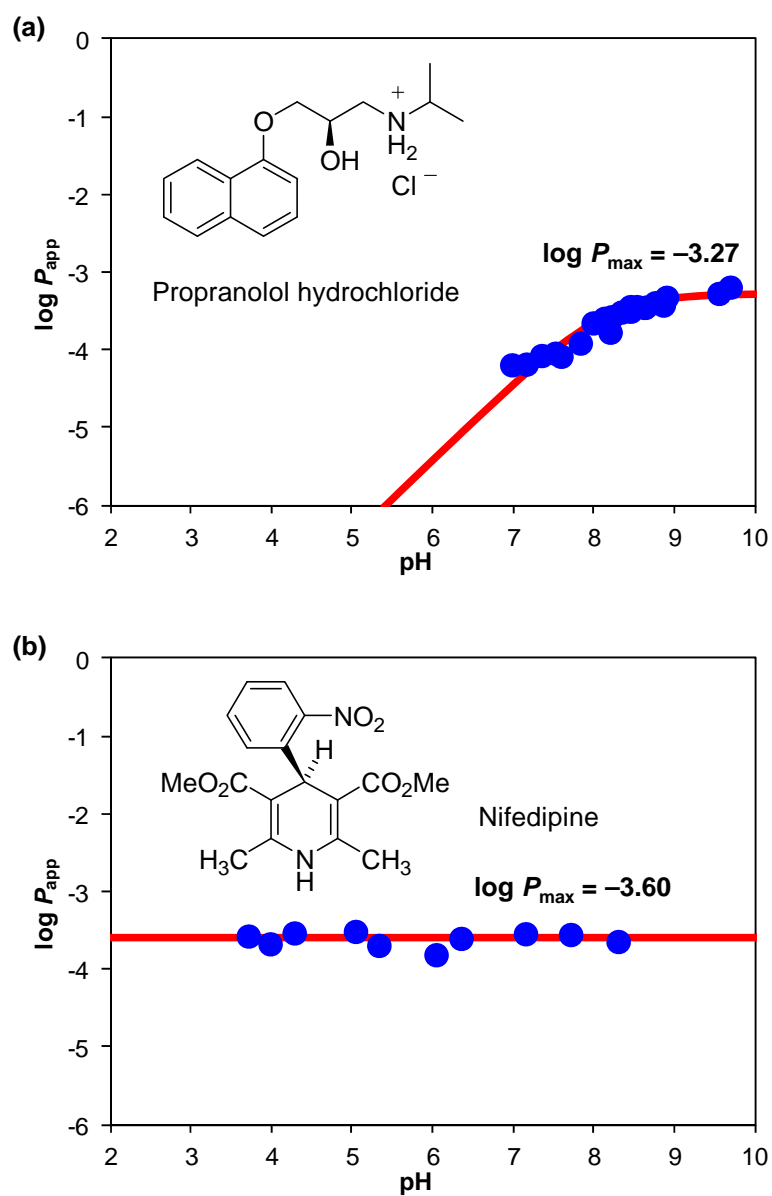 (a)
0
-1
-2
-3
-4
-5
-6
log Papp
O
OH
+
N
H2
Cl −
Propranolol hydrochloride
log Pmax = –3.27
2 3 4 5 6 7 8 9 10
pH
(b)
0
-1
-2
-3
-4
-5
-6
log Papp
NO2
H
MeO2C
CO2Me
H3C
N
H
CH3
Nifedipine
log Pmax = –3.60
2 3 4 5 6 7 8 9 10
pH